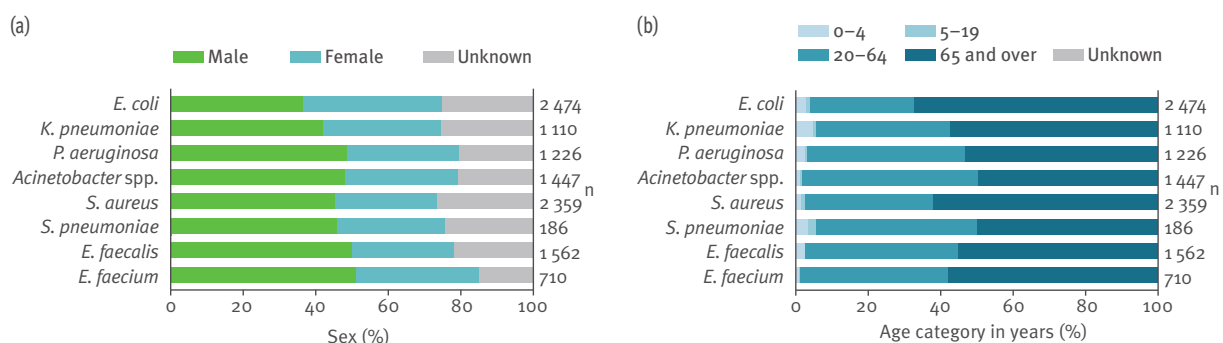 (a)
Male Female Unknown
E. coli 2 474
K. pneumoniae 1 110
P. aeruginosa 1 226
Acinetobacter spp. 1 447
S. aureus 2 359
S. pneumoniae 186
E. faecalis 1 562
E. faecium 710
n
0 20 40 60 80 100
Sex (%)
(b)
0–4 5–19
20–64 65 and over Unknown
E. coli 2 474
K. pneumoniae 1 110
P. aeruginosa 1 226
Acinetobacter spp. 1 447
S. aureus 2 359
S. pneumoniae 186
E. faecalis 1 562
E. faecium 710
n
0 20 40 60 80 100
Age category in years (%)